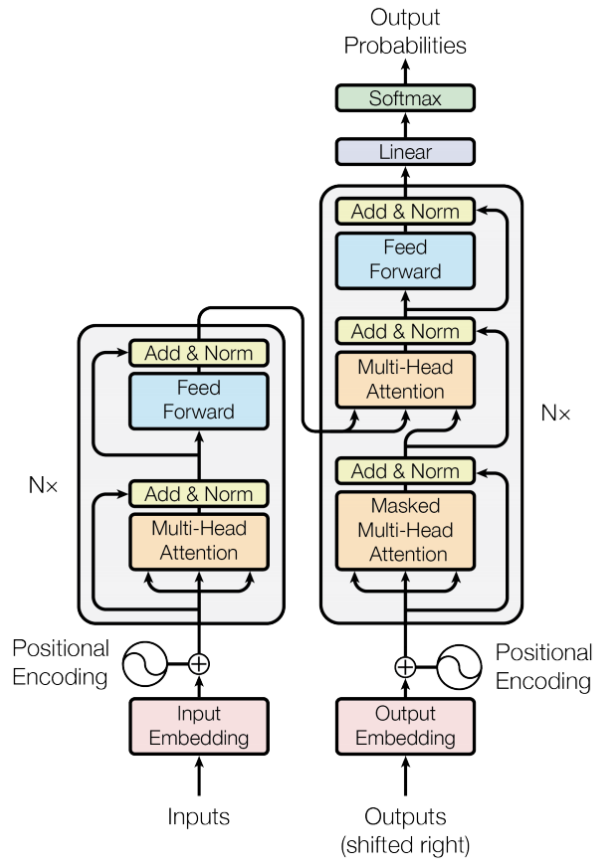 Output
Probabilities
Softmax
Linear
Add & Norm
Feed
Forward
Add & Norm
Multi-Head
Attention
Add & Norm
Masked
Multi-Head
Attention
N×
Add & Norm
Feed
Forward
Add & Norm
Multi-Head
Attention
N×
Positional
Encoding
Positional
Encoding
Input
Embedding
Output
Embedding
Inputs
Outputs
(shifted right)